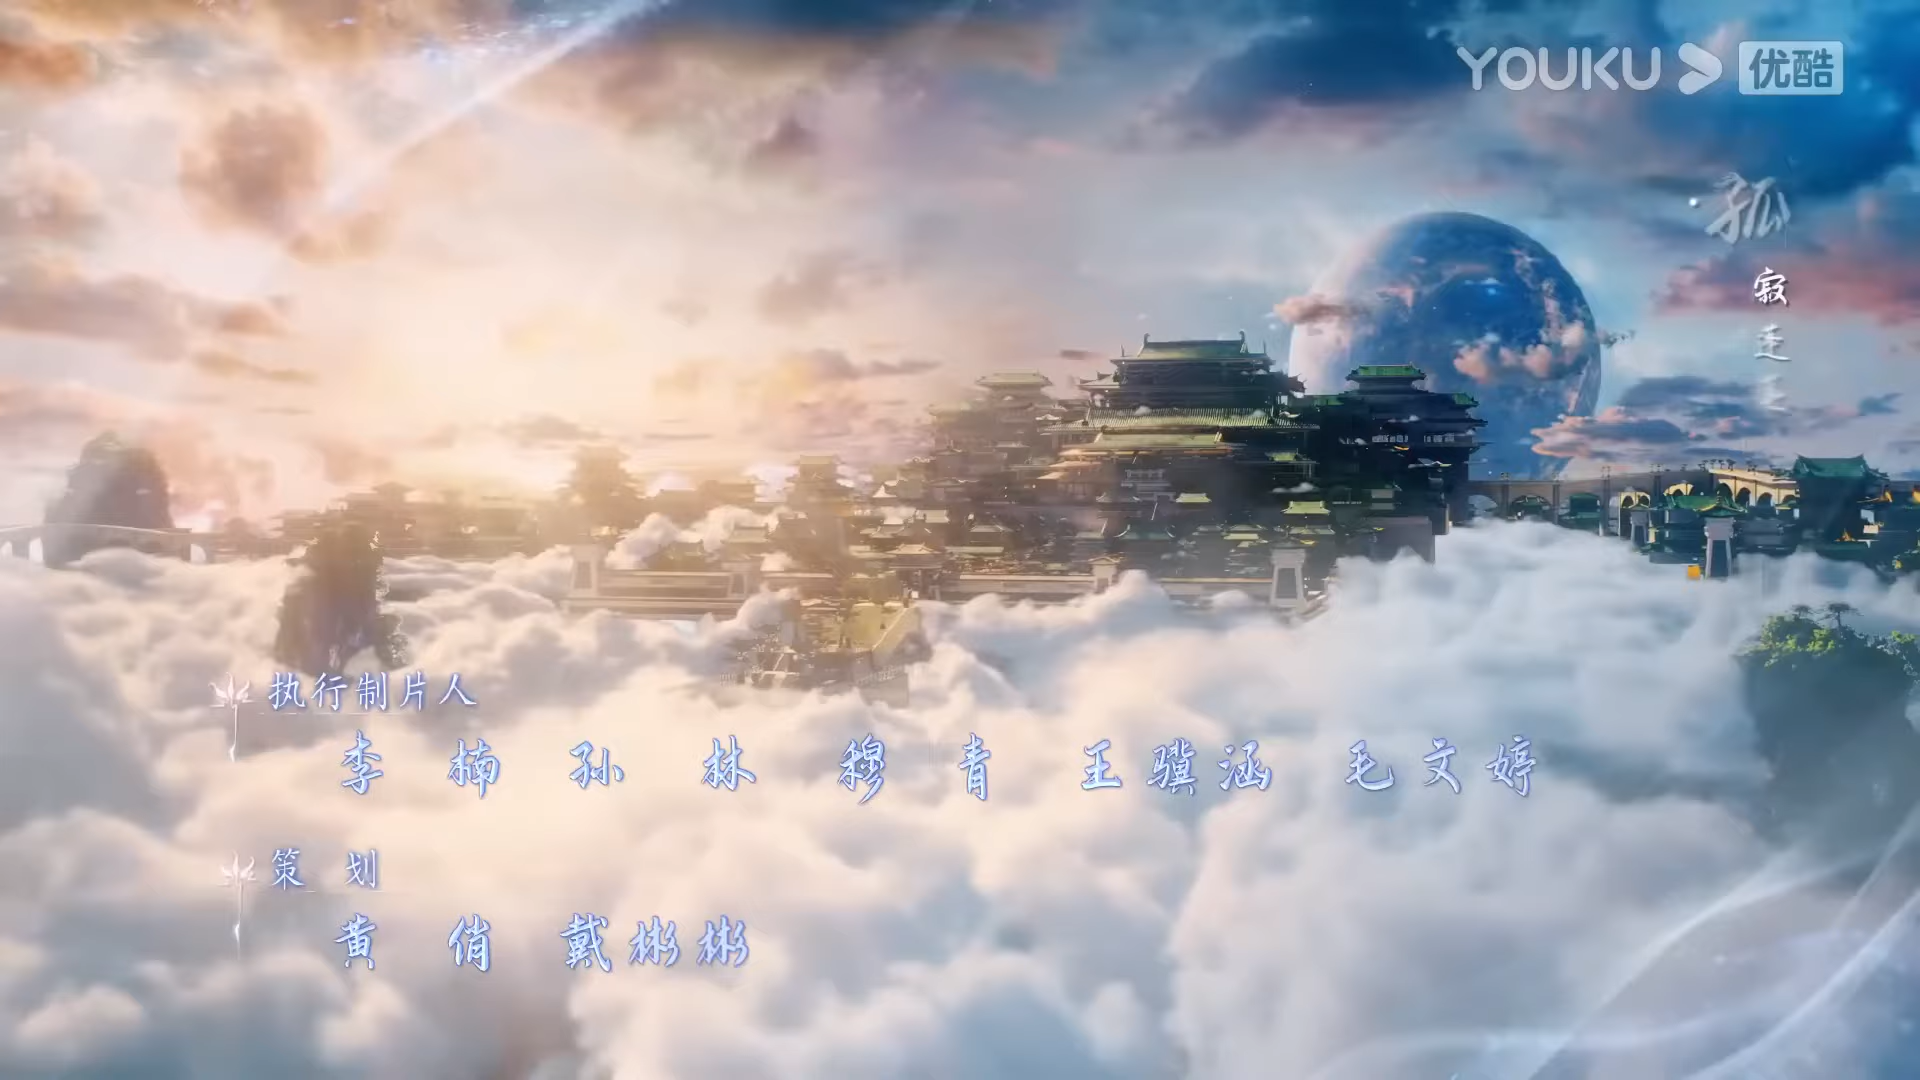 YOUKU 优酷
孤
寂
执行制片人
李楠 孙林 穆青 王骥涵 毛文婷
策划
黄俏 戴彬彬